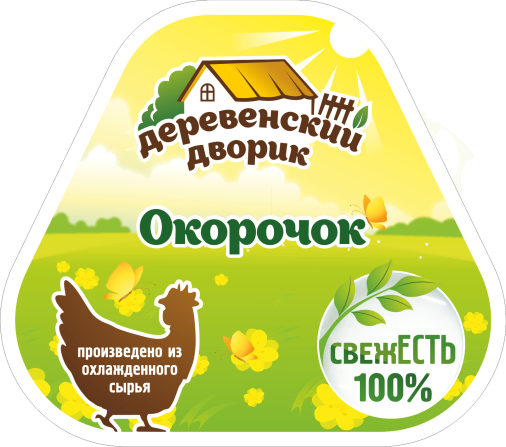 деревенский
дворик
Окорочок
произведено из
охлажденного
сырья
свежЕСТЬ
100%